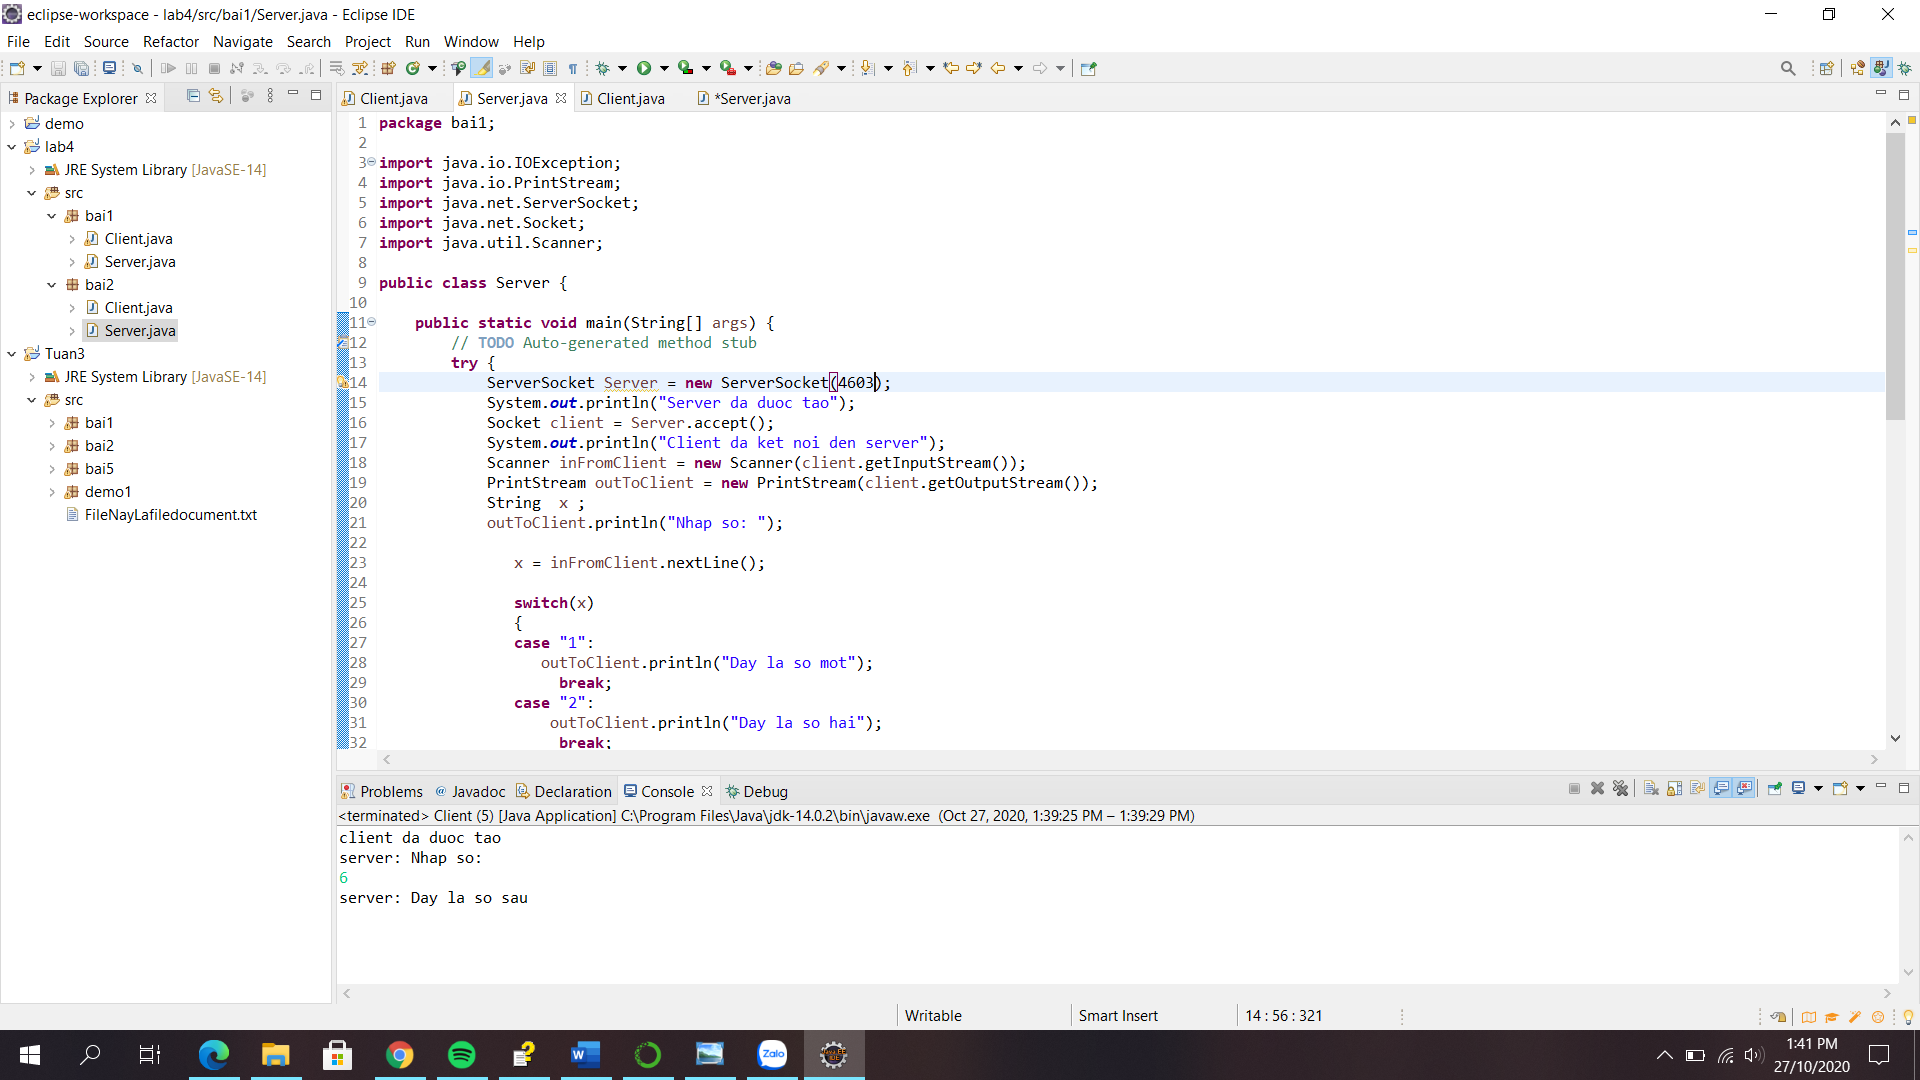 eclipse-workspace - lab4/src/bai1/Server.java - Eclipse IDE
File Edit Source Refactor Navigate Search Project Run Window Help
Package Explorer
Client.java Server.java Client.java *Server.java
demo
lab4
JRE System Library [JavaSE-14]
src
bai1
Client.java
Server.java
bai2
Client.java
Server.java
Tuan3
JRE System Library [JavaSE-14]
src
bai1
bai2
bai5
demo1
FileNayLafiledocument.txt
1 package bai1;
2
3 import java.io.IOException;
4 import java.io.PrintStream;
5 import java.net.ServerSocket;
6 import java.net.Socket;
7 import java.util.Scanner;
8
9 public class Server {
10
11 public static void main(String[] args) {
12 // TODO Auto-generated method stub
13 try {
14 ServerSocket Server = new ServerSocket(4603);
15 System.out.println("Server da duoc tao");
16 Socket client = Server.accept();
17 System.out.println("Client da ket noi den server");
18 Scanner inFromClient = new Scanner(client.getInputStream());
19 PrintStream outToClient = new PrintStream(client.getOutputStream());
20 String x ;
21 outToClient.println("Nhap so: ");
22
23 x = inFromClient.nextLine();
24
25 switch(x)
26 {
27 case "1":
28 outToClient.println("Day la so mot");
29 break;
30 case "2":
31 outToClient.println("Day la so hai");
32 break;
Problems Javadoc Declaration Console Debug
<terminated> Client (5) [Java Application] C:\Program Files\Java\jdk-14.0.2\bin\javaw.exe (Oct 27, 2020, 1:39:25 PM – 1:39:29 PM)
client da duoc tao
server: Nhap so:
6
server: Day la so sau
Writable Smart Insert 14 : 56 : 321
Zalo
1:41 PM
27/10/2020